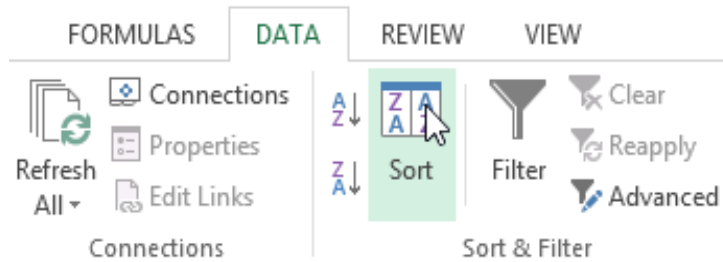 FORMULAS DATA REVIEW VIEW
Refresh All
Connections
Properties
Edit Links
Connections
A
Z
Z
A
Z A
A Z
Sort
Filter
Clear
Reapply
Advanced
Sort & Filter